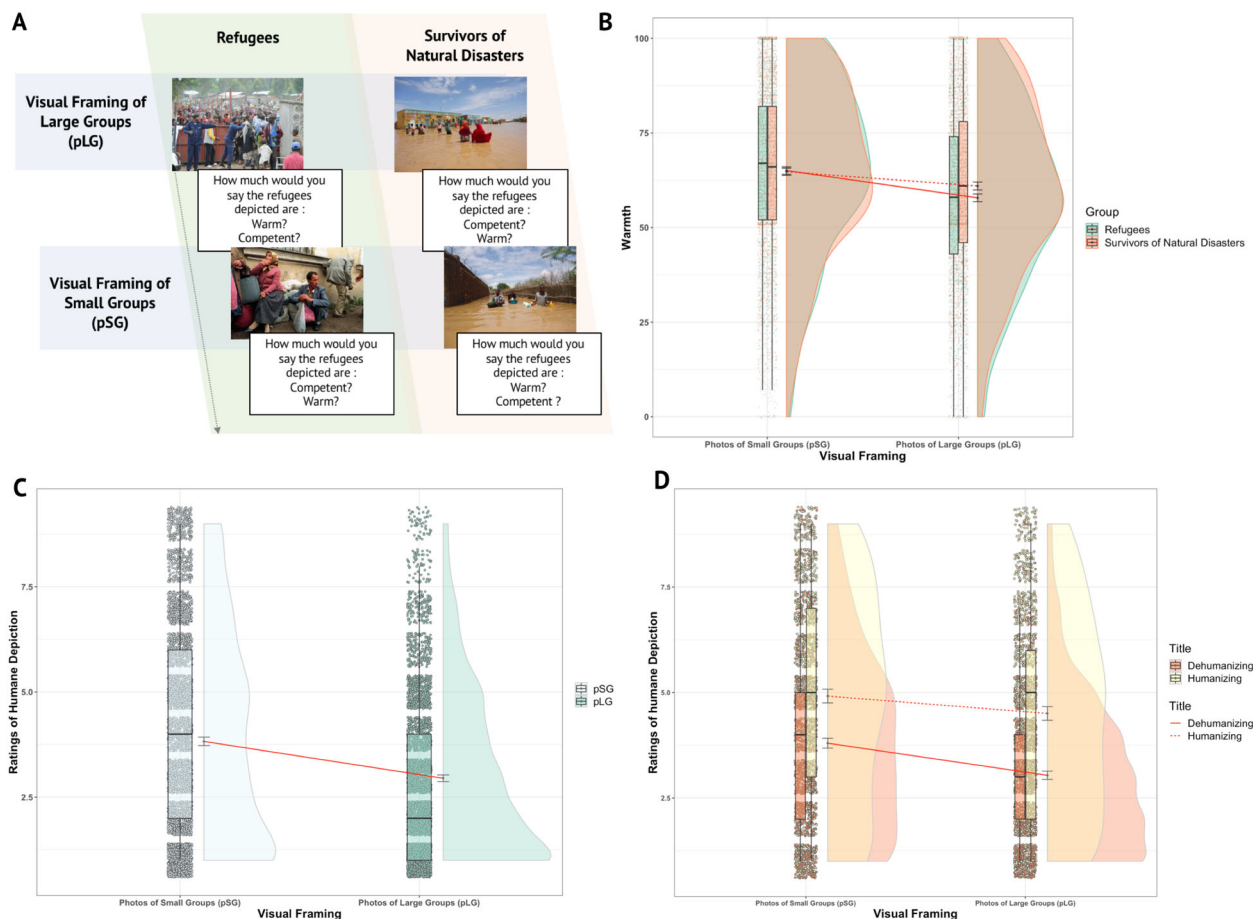 A
Refugees
Survivors of
Natural Disasters
Visual Framing of
Large Groups
(pLG)
How much would you
say the refugees
depicted are :
Warm?
Competent?
How much would you
say the refugees
depicted are :
Competent?
Warm?
Visual Framing of
Small Groups
(pSG)
How much would you
say the refugees
depicted are :
Competent?
Warm?
How much would you
say the refugees
depicted are :
Warm?
Competent ?
B
100
75
50
25
0
Warmth
Photos of Small Groups (pSG)
Photos of Large Groups (pLG)
Visual Framing
Group
Refugees
Survivors of Natural Disasters
C
7.5
5.0
2.5
Ratings of Humane Depiction
Photos of Small Groups (pSG)
Photos of Large Groups (pLG)
Visual Framing
pSG
pLG
D
7.5
5.0
2.5
Ratings of human Depiction
Photos of Small Groups (pSG)
Photos of Large Groups (pLG)
Visual Framing
Title
Dehumanizing
Humanizing
Title
Dehumanizing
Humanizing